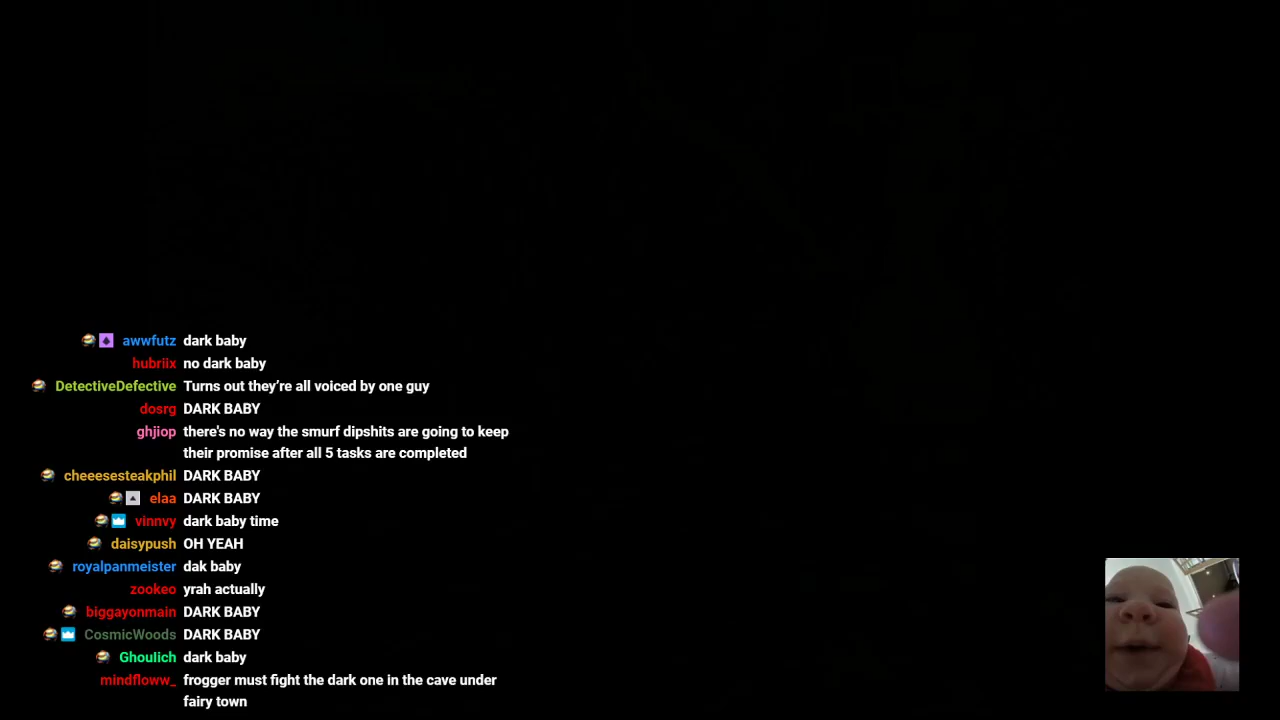 awwfutz dark baby
hubriix no dark baby
DetectiveDefective Turns out they’re all voiced by one guy
dosrg DARK BABY
ghjiop there's no way the smurf dipshits are going to keep
their promise after all 5 tasks are completed
cheeesesteakphil DARK BABY
elaa DARK BABY
vinnvy dark baby time
daisypush OH YEAH
royalpanmeister dak baby
zookeo yrah actually
biggayonmain DARK BABY
CosmicWoods DARK BABY
Ghoulich dark baby
mindfloww_ frogger must fight the dark one in the cave under
fairy town